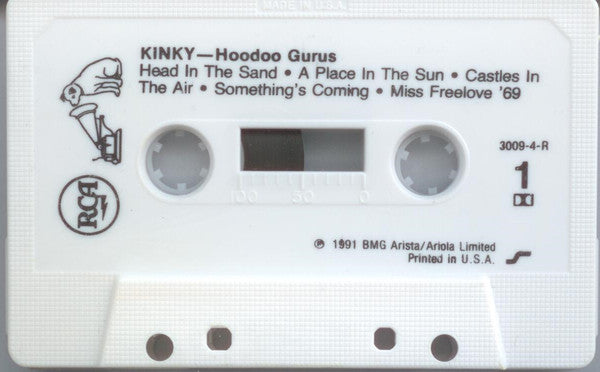 MADE IN U.S.A.
KINKY—Hoodoo Gurus
Head In The Sand • A Place In The Sun • Castles In
The Air • Something's Coming • Miss Freelove '69
3009-4-R
1
RCA
100 50 0
℗ 1991 BMG Arista/Ariola Limited
Printed in U.S.A.